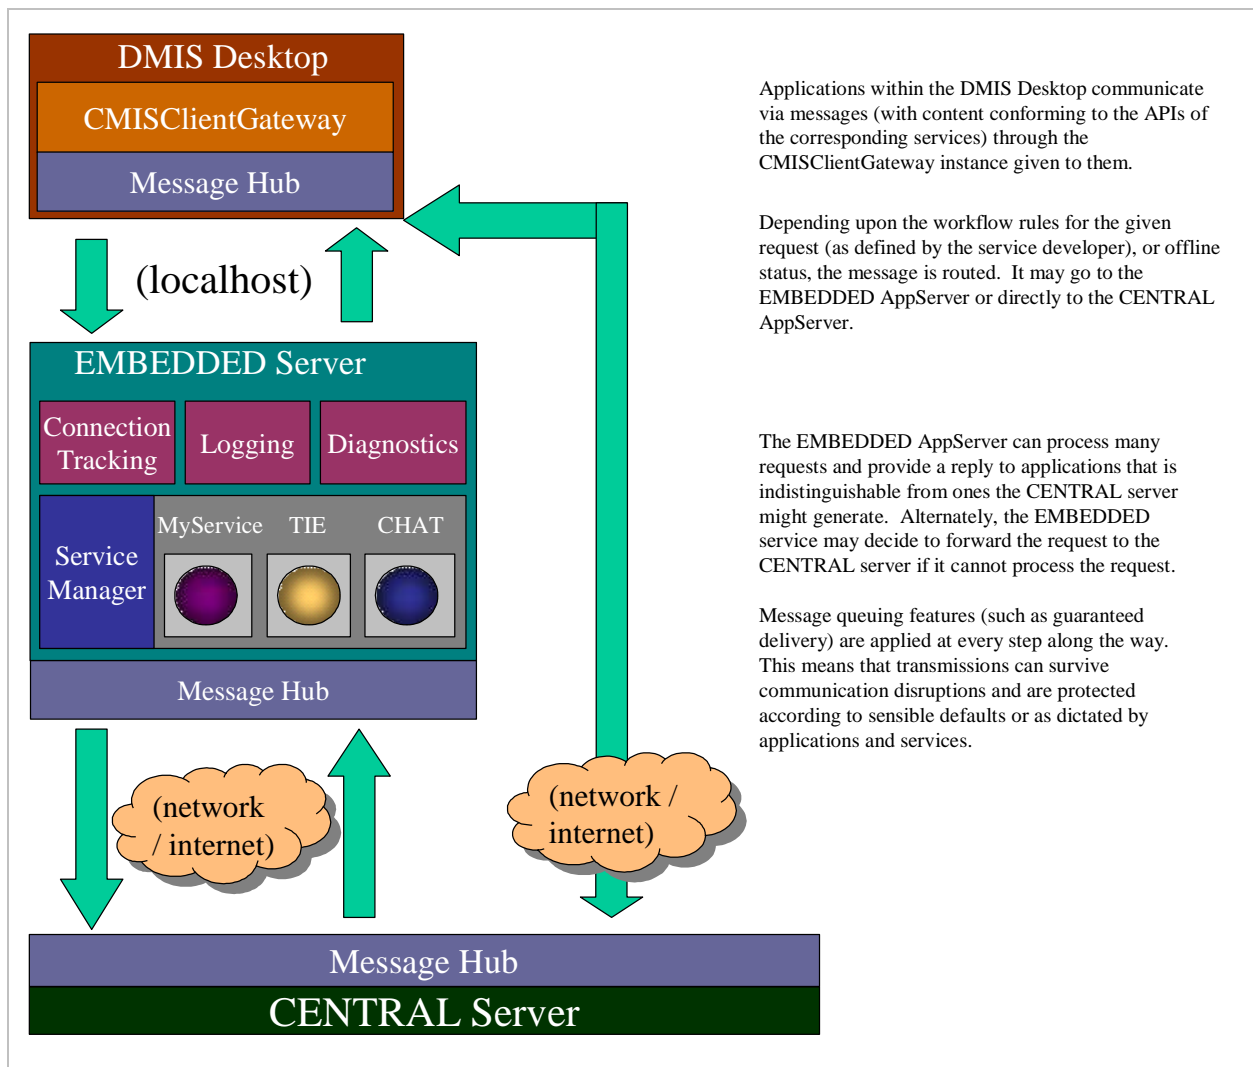 DMIS Desktop
CMISClientGateway
Message Hub
(localhost)
EMBEDDED Server
Connection
Tracking
Logging
Diagnostics
Service
Manager
MyService
TIE
CHAT
Message Hub
(network
/ internet)
(network /
internet)
Message Hub
CENTRAL Server
Applications within the DMIS Desktop communicate
via messages (with content conforming to the APIs of
the corresponding services) through the
CMISClientGateway instance given to them.
Depending upon the workflow rules for the given
request (as defined by the service developer), or offline
status, the message is routed.  It may go to the
EMBEDDED AppServer or directly to the CENTRAL
AppServer.
The EMBEDDED AppServer can process many
requests and provide a reply to applications that is
indistinguishable from ones the CENTRAL server
might generate.  Alternately, the EMBEDDED
service may decide to forward the request to the
CENTRAL server if it cannot process the request.
Message queuing features (such as guaranteed
delivery) are applied at every step along the way.
This means that transmissions can survive
communication disruptions and are protected
according to sensible defaults or as dictated by
applications and services.